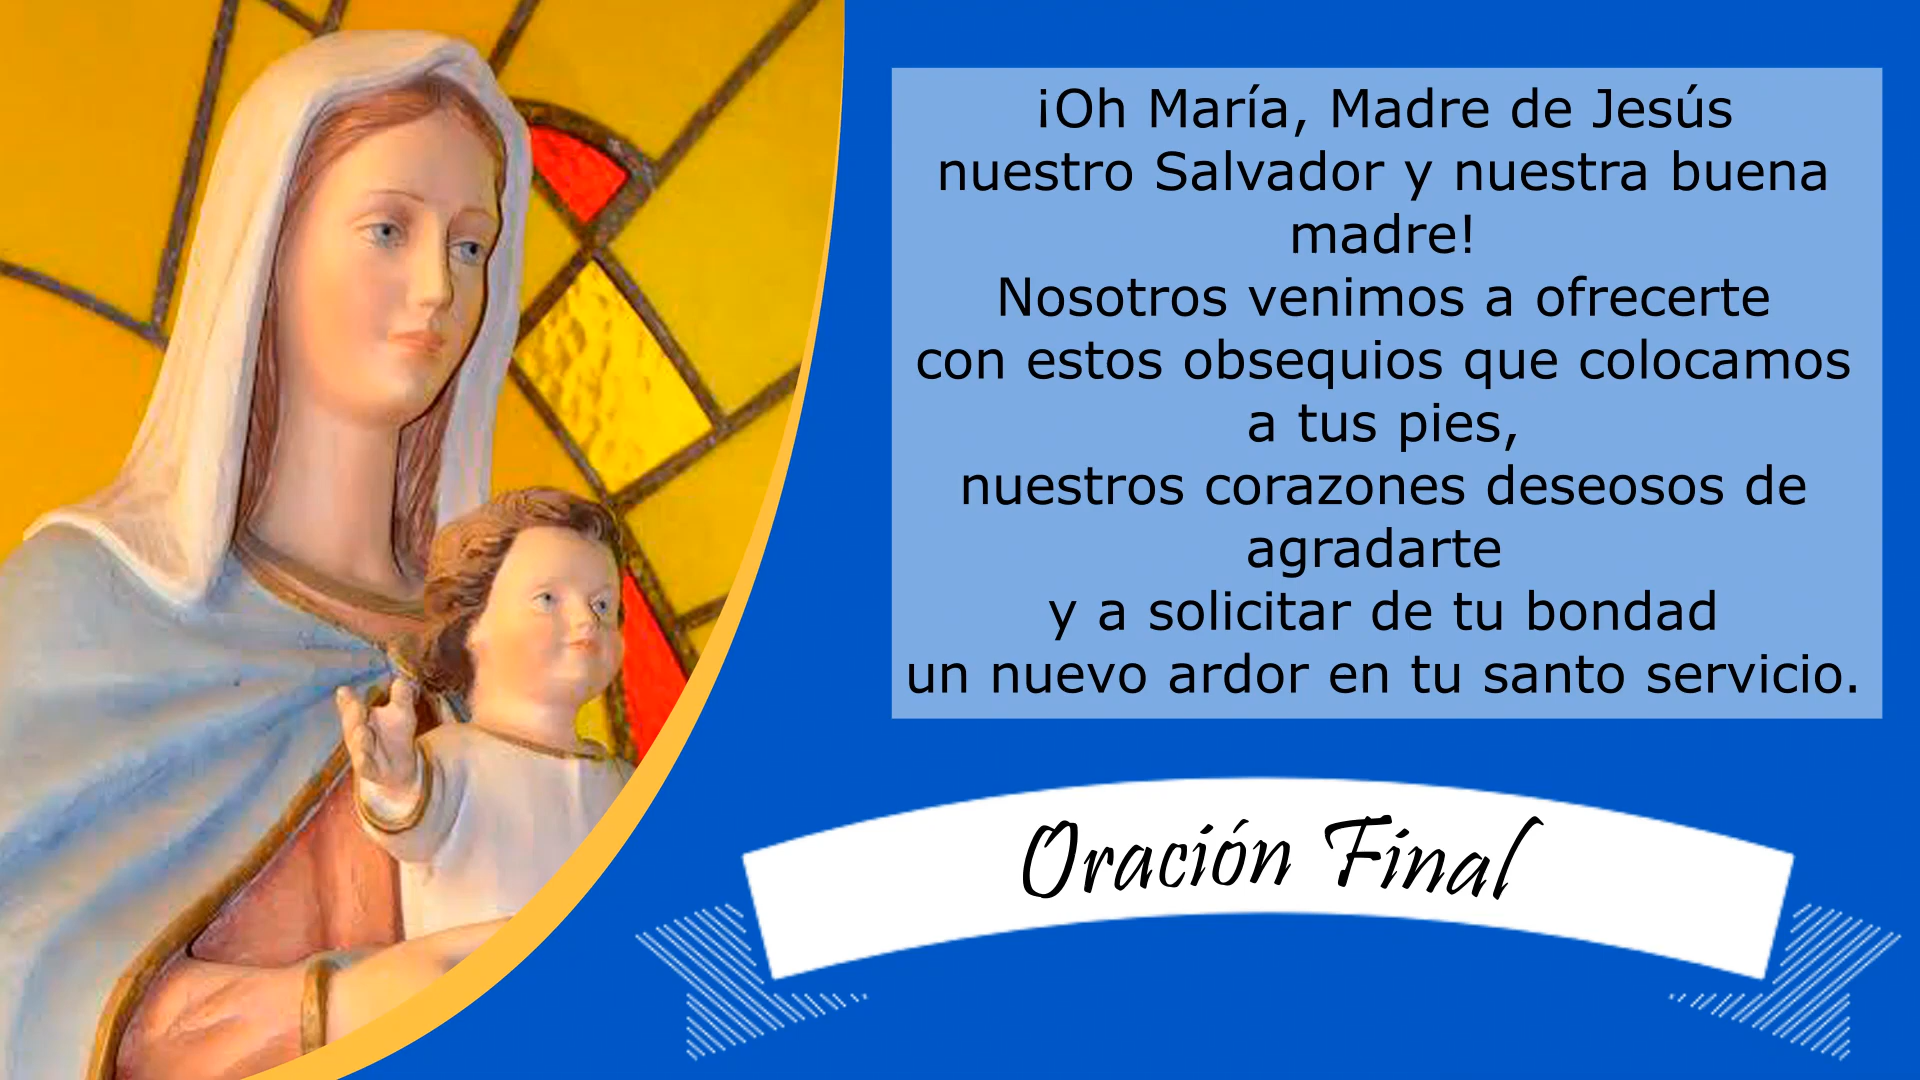 ¡Oh María, Madre de Jesús
nuestro Salvador y nuestra buena
madre!
Nosotros venimos a ofrecerte
con estos obsequios que colocamos
a tus pies,
nuestros corazones deseosos de
agradarte
y a solicitar de tu bondad
un nuevo ardor en tu santo servicio.
Oración Final